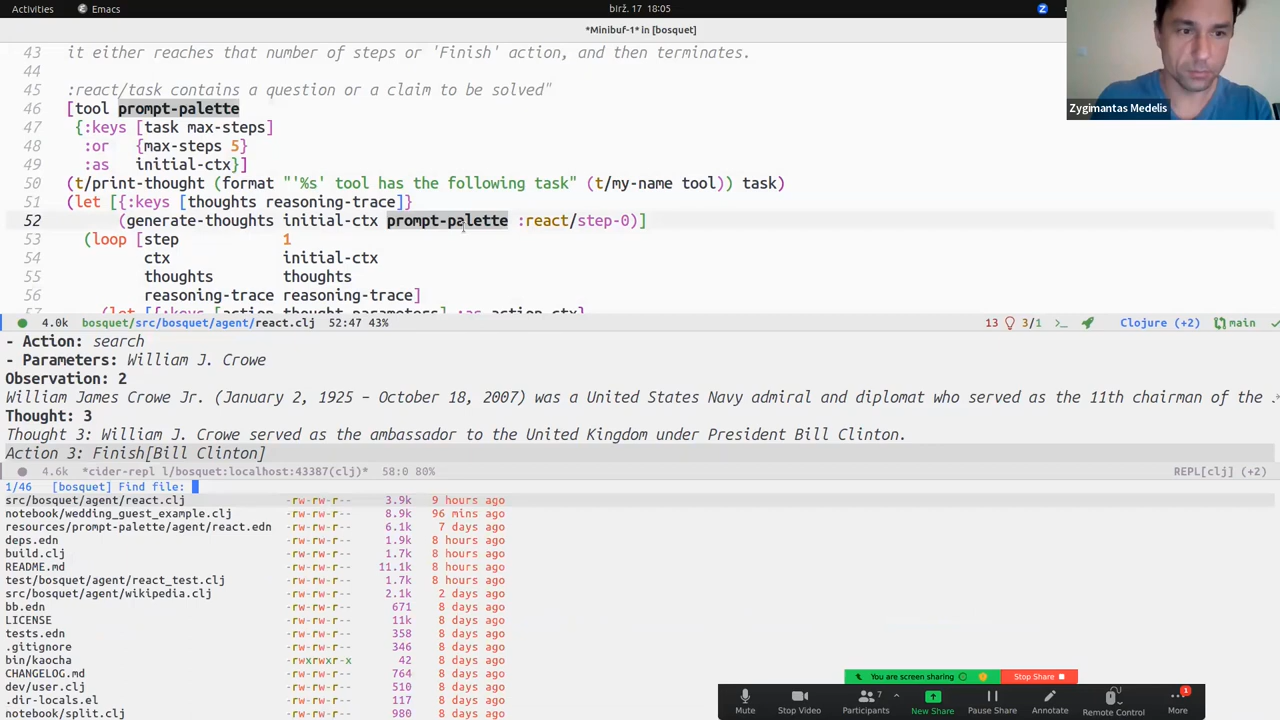 Activities
Emacs
birž. 17 18:05
*Minibuf-1* in [bosquet]
43 it either reaches that number of steps or 'Finish' action, and then terminates.
44
45 :react/task contains a question or a claim to be solved"
46 [tool prompt-palette
47 {:keys [task max-steps]
48 :or {max-steps 5}
49 :as initial-ctx}]
50 (t/print-thought (format "'%s' tool has the following task" (t/my-name tool)) task)
51 (let [{:keys [thoughts reasoning-trace]}
52 (generate-thoughts initial-ctx prompt-palette :react/step-0)]
53 (loop [step 1
54 ctx initial-ctx
55 thoughts thoughts
56 reasoning-trace reasoning-trace]
57 (let [{:keys [action thought parameters] :as action-ctx}
4.0k bosquet/src/bosquet/agent/react.clj 52:47 43% 13 3/1 Clojure (+2) main
- Action: search
- Parameters: William J. Crowe
Observation: 2
William James Crowe Jr. (January 2, 1925 – October 18, 2007) was a United States Navy admiral and diplomat who served as the 11th chairman of the
Thought: 3
Thought 3: William J. Crowe served as the ambassador to the United Kingdom under President Bill Clinton.
Action 3: Finish[Bill Clinton]
4.6k *cider-repl l/bosquet:localhost:43387(clj)* 58:0 80% REPL[clj] (+2)
1/46 [bosquet] Find file:
src/bosquet/agent/react.clj -rw-rw-r-- 3.9k 9 hours ago
notebook/wedding_guest_example.clj -rw-rw-r-- 8.9k 96 mins ago
resources/prompt-palette/agent/react.edn -rw-rw-r-- 6.1k 7 days ago
deps.edn -rw-rw-r-- 1.9k 8 hours ago
build.clj -rw-rw-r-- 1.7k 8 hours ago
README.md -rw-rw-r-- 11.1k 8 hours ago
test/bosquet/agent/react_test.clj -rw-rw-r-- 1.7k 8 hours ago
src/bosquet/agent/wikipedia.clj -rw-rw-r-- 2.1k 2 days ago
bb.edn -rw-rw-r-- 671 8 days ago
LICENSE -rw-rw-r-- 11k 8 days ago
tests.edn -rw-rw-r-- 358 8 days ago
.gitignore -rw-rw-r-- 346 8 days ago
bin/kaocha -rwxrwxr-x 42 8 days ago
CHANGELOG.md -rw-rw-r-- 764 8 days ago
dev/user.clj -rw-rw-r-- 510 8 days ago
.dir-locals.el -rw-rw-r-- 117 8 days ago
notebook/split.clj -rw-rw-r-- 980 8 days ago
Zygimantas Medelis
You are screen sharing
Stop Share
Mute
Stop Video
7
Participants
New Share
Pause Share
Annotate
Remote Control
1
More